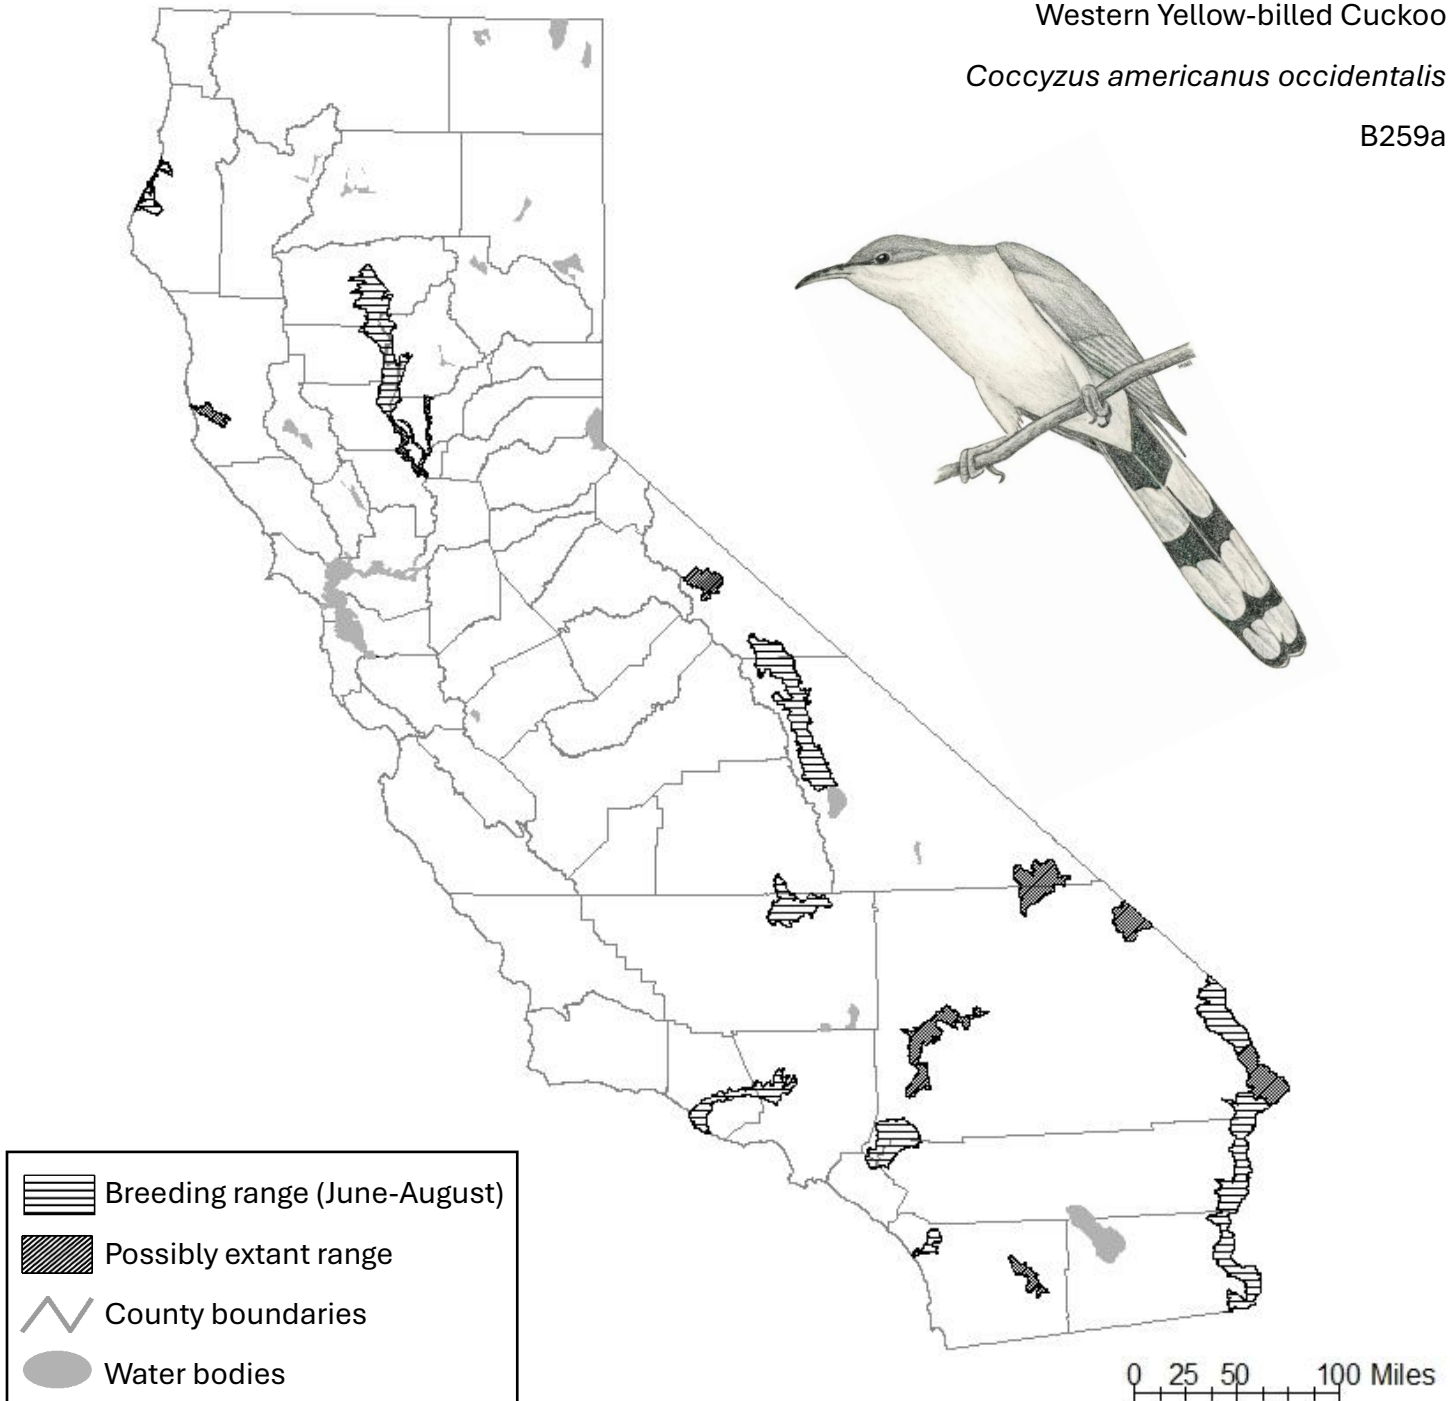 Western Yellow-billed Cuckoo
Coccyzus americanus occidentalis
B259a
Breeding range (June-August)
Possibly extant range
County boundaries
Water bodies
0 25 50 100 Miles